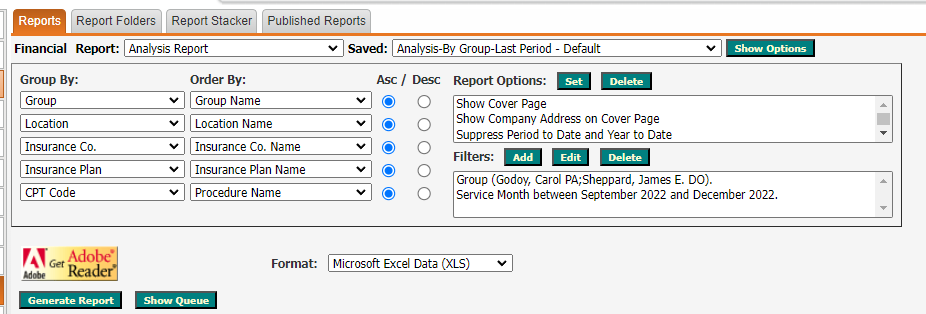 Reports Report Folders Report Stacker Published Reports
Financial Report: Analysis Report Saved: Analysis-By Group-Last Period - Default Show Options
Group By: Order By: Asc / Desc Report Options: Set Delete
Group Group Name Show Cover Page
Show Company Address on Cover Page
Location Location Name Suppress Period to Date and Year to Date
Insurance Co. Insurance Co. Name Filters: Add Edit Delete
Insurance Plan Insurance Plan Name Group (Godoy, Carol PA;Sheppard, James E. DO).
CPT Code Procedure Name Service Month between September 2022 and December 2022.
Adobe Get Adobe® Reader® Format: Microsoft Excel Data (XLS)
Generate Report Show Queue